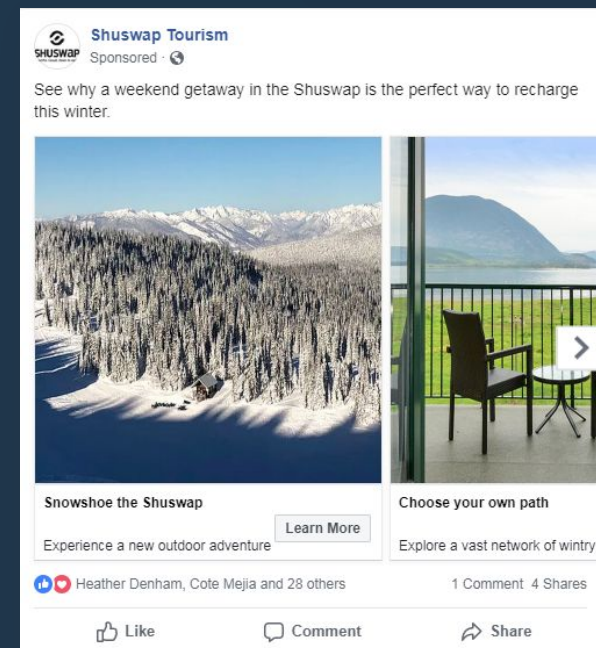 Shuswap Tourism
SHUSWAP
Sponsored ·
See why a weekend getaway in the Shuswap is the perfect way to recharge
this winter.
Snowshoe the Shuswap
Learn More
Experience a new outdoor adventure
Choose your own path
Explore a vast network of wintry
Heather Denham, Cote Mejia and 28 others
1 Comment 4 Shares
Like
Comment
Share